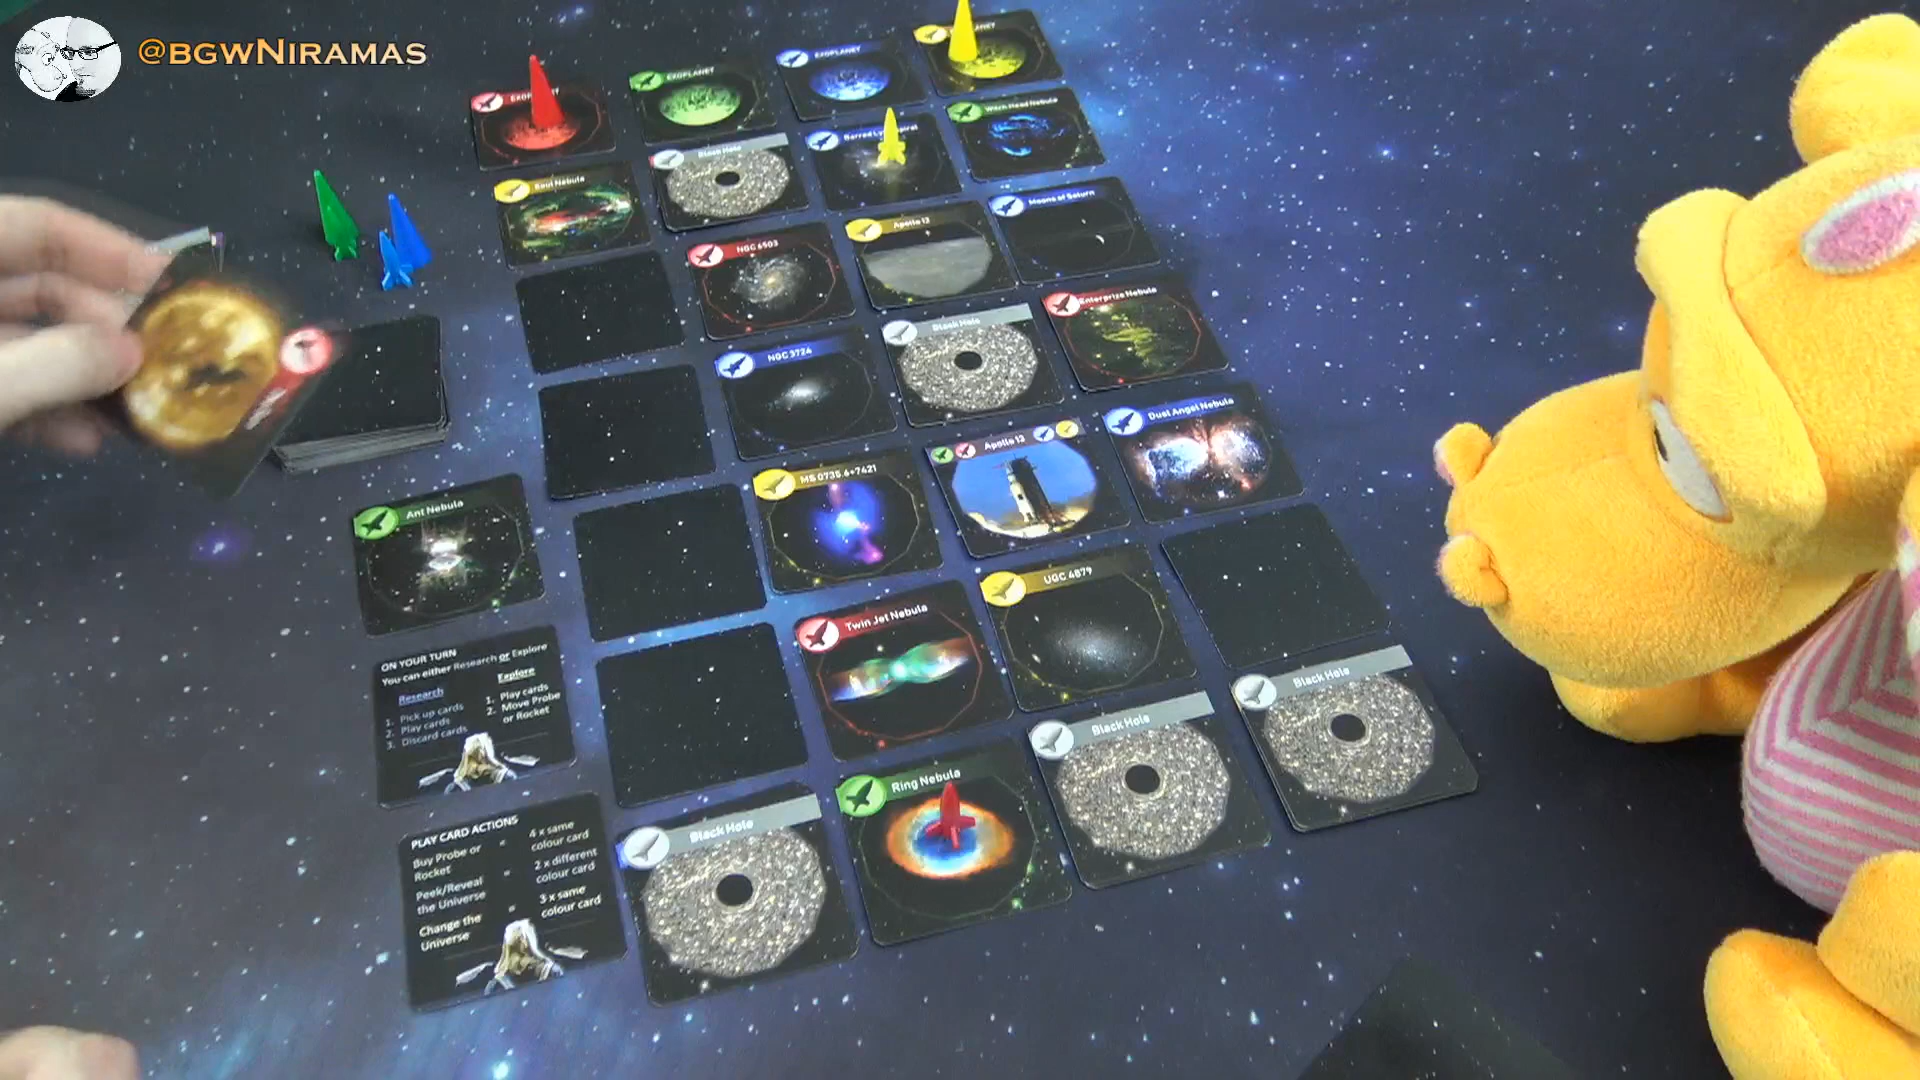 @BGWNIRAMAS
EXOPLANET
EXOPLANET
Soul Nebula
Black Hole
Witch Head Nebula
NGC 6503
Apollo 12
Moons of Saturn
NGC 3724
Black Hole
Enterprize Nebula
MS 0735.6+7421
Apollo 12
Dust Angel Nebula
Ant Nebula
Twin Jet Nebula
UGC 4879
ON YOUR TURN
You can either Research or Explore
Research
1. Pick up cards
2. Play cards
3. Discard cards
Explore
1. Play cards
2. Move Probe
or Rocket
Black Hole
Ring Nebula
Black Hole
Black Hole
PLAY CARD ACTIONS
Buy Probe or
Rocket
= 4 x same
colour card
Peek/Reveal
the Universe
= 2 x different
colour card
Change the
Universe
= 3 x same
colour card